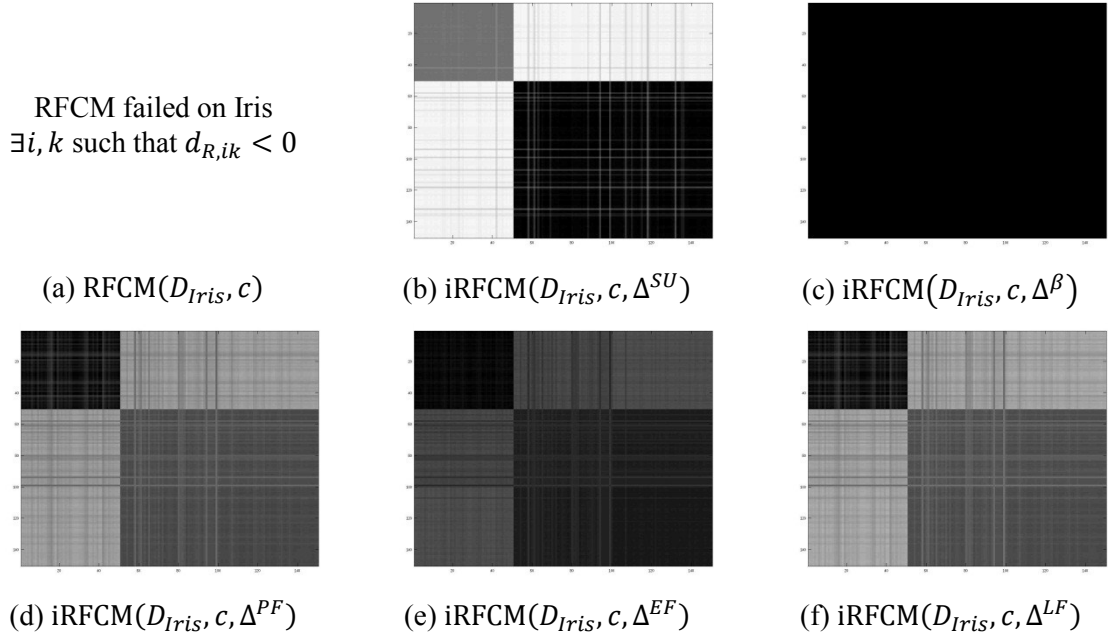 RFCM failed on Iris
∃i, k such that d_{R,ik} < 0
(a) RFCM(D_{Iris}, c)
(b) iRFCM(D_{Iris}, c, Δ^{SU})
(c) iRFCM(D_{Iris}, c, Δ^{β})
(d) iRFCM(D_{Iris}, c, Δ^{PF})
(e) iRFCM(D_{Iris}, c, Δ^{EF})
(f) iRFCM(D_{Iris}, c, Δ^{LF})